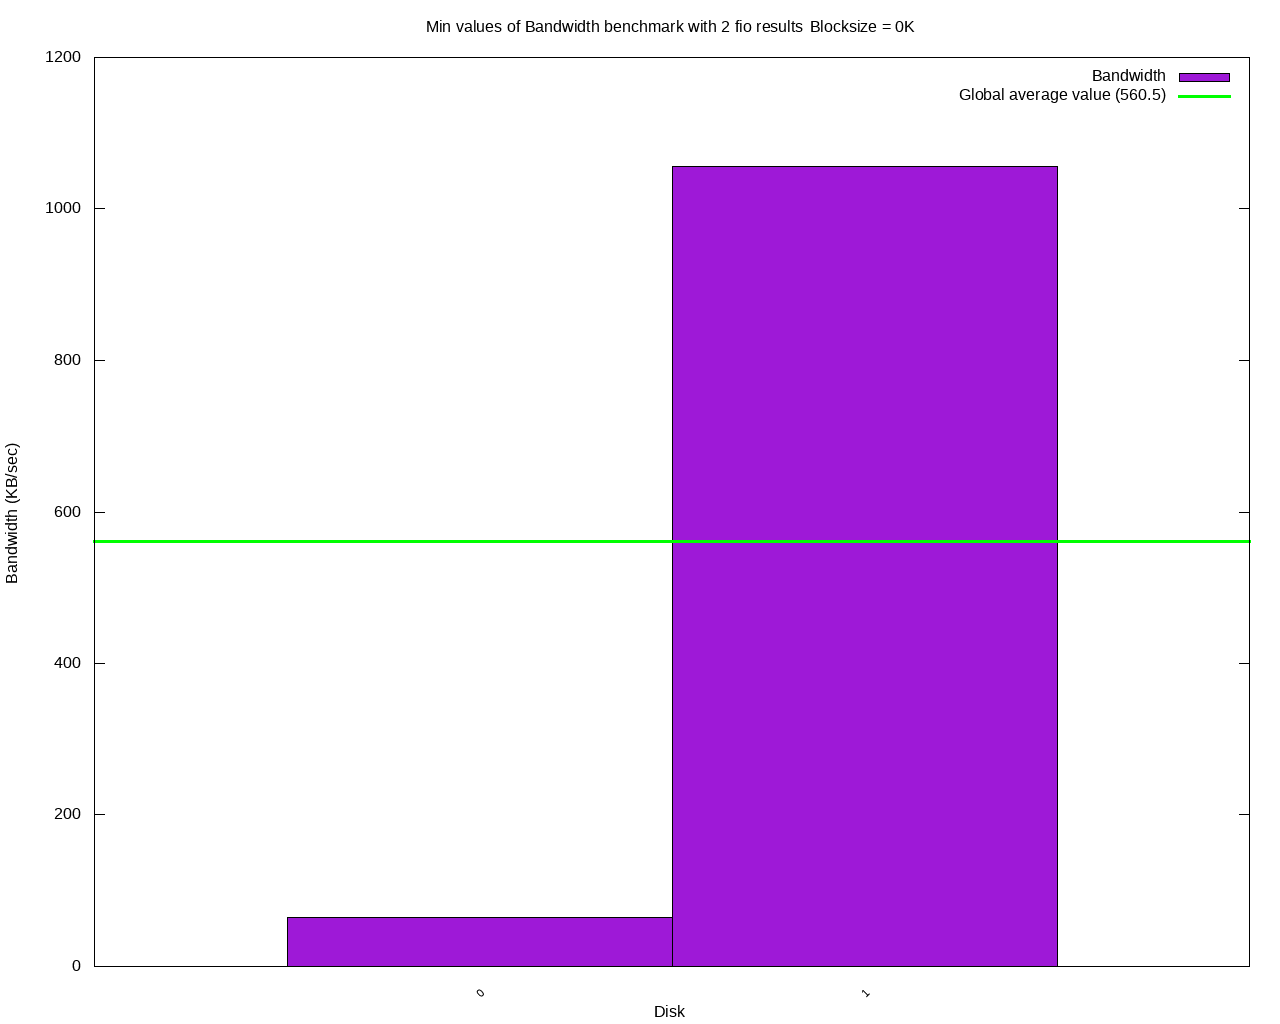 Min values of Bandwidth benchmark with 2 fio results Blocksize = 0K
1200
1000
800
600
400
200
0
Bandwidth (KB/sec)
Bandwidth
Global average value (560.5)
0
1
Disk